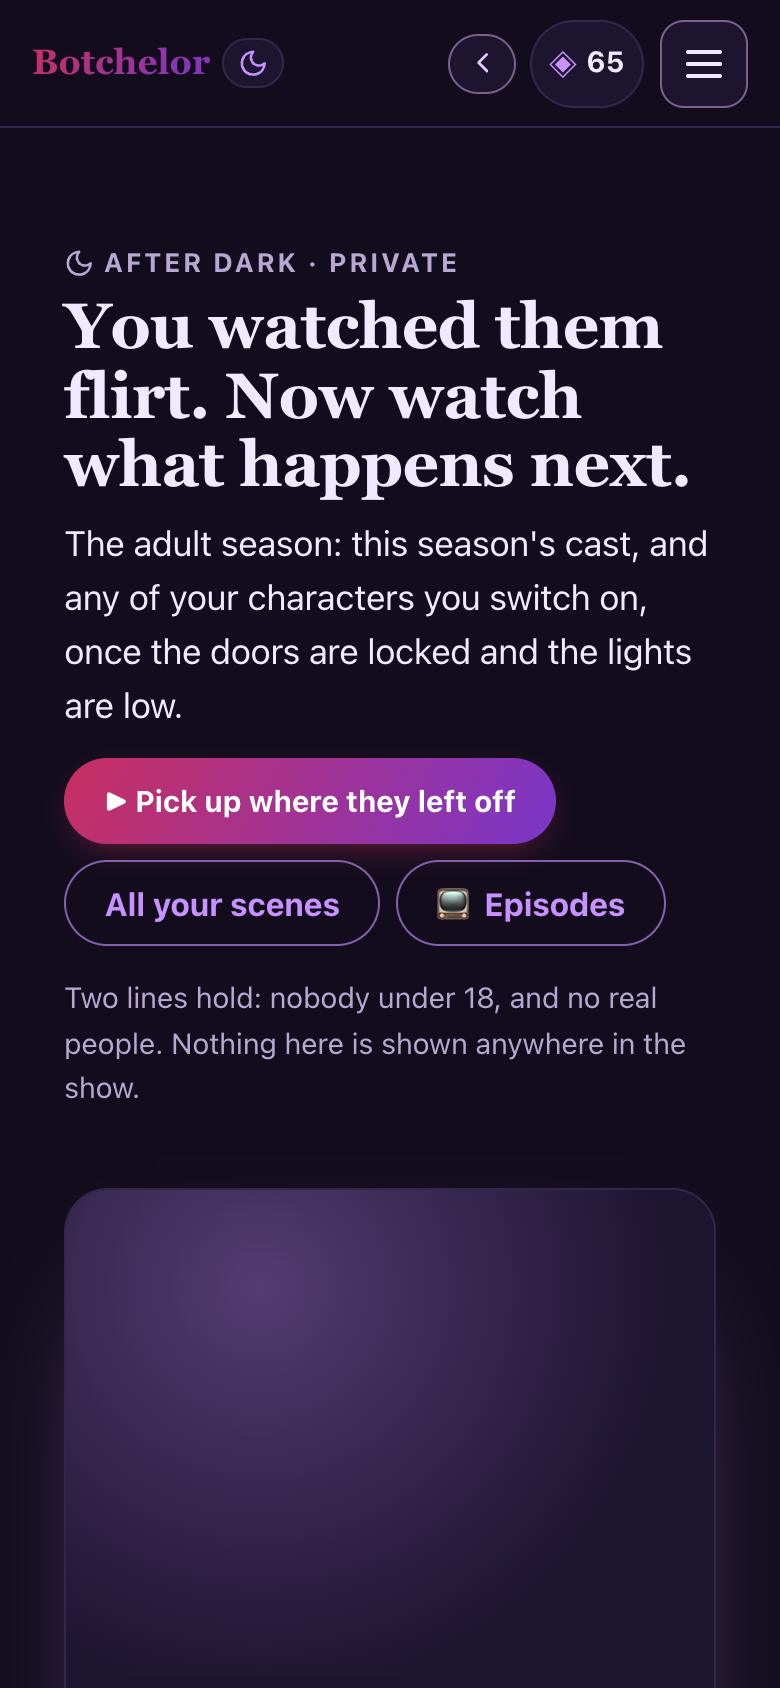 Botchelor
65
AFTER DARK · PRIVATE
You watched them
flirt. Now watch
what happens next.
The adult season: this season's cast, and
any of your characters you switch on,
once the doors are locked and the lights
are low.
Pick up where they left off
All your scenes
Episodes
Two lines hold: nobody under 18, and no real
people. Nothing here is shown anywhere in the
show.